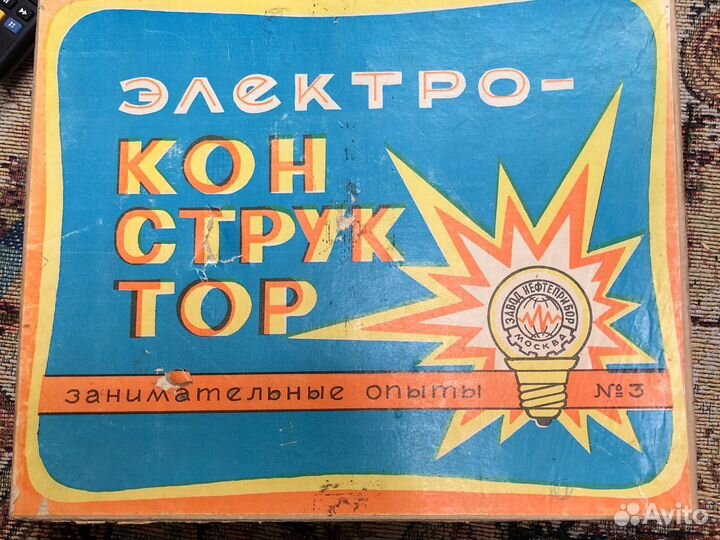 ЭЛЕКТРО-
КОН
СТРУК
ТОР
ЗАВОД НЕФТЕПРИБОР
МОСКВА
занимательные опыты №3
Avito